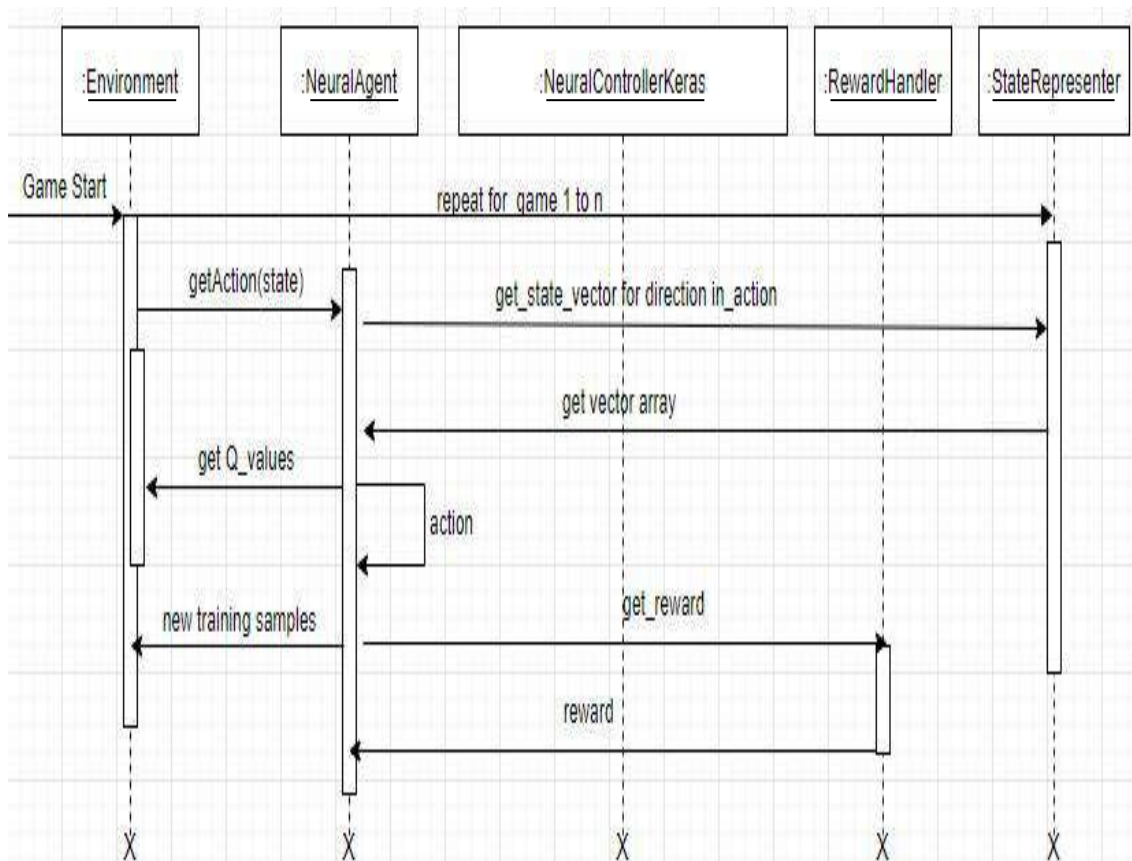 :Environment
:NeuralAgent
:NeuralControllerKeras
:RewardHandler
:StateRepresenter
Game Start
repeat for game 1 to n
getAction(state)
get_state_vector for direction in_action
get vector array
get Q_values
action
new training samples
get_reward
reward
X X X X X